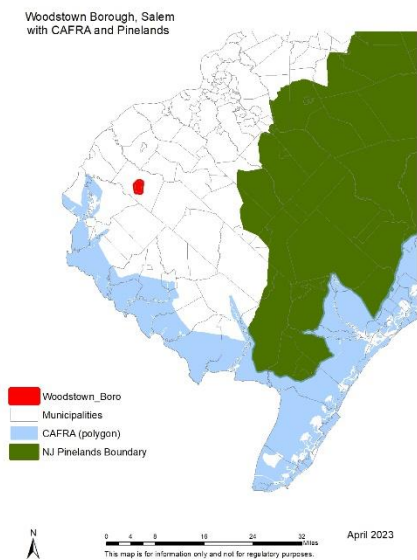 Woodstown Borough, Salem
with CAFRA and Pinelands
Woodstown_Boro
Municipalities
CAFRA (polygon)
NJ Pinelands Boundary
N
0 4 8 16 24 32
Miles
April 2023
This map is for information only and not for regulatory purposes.